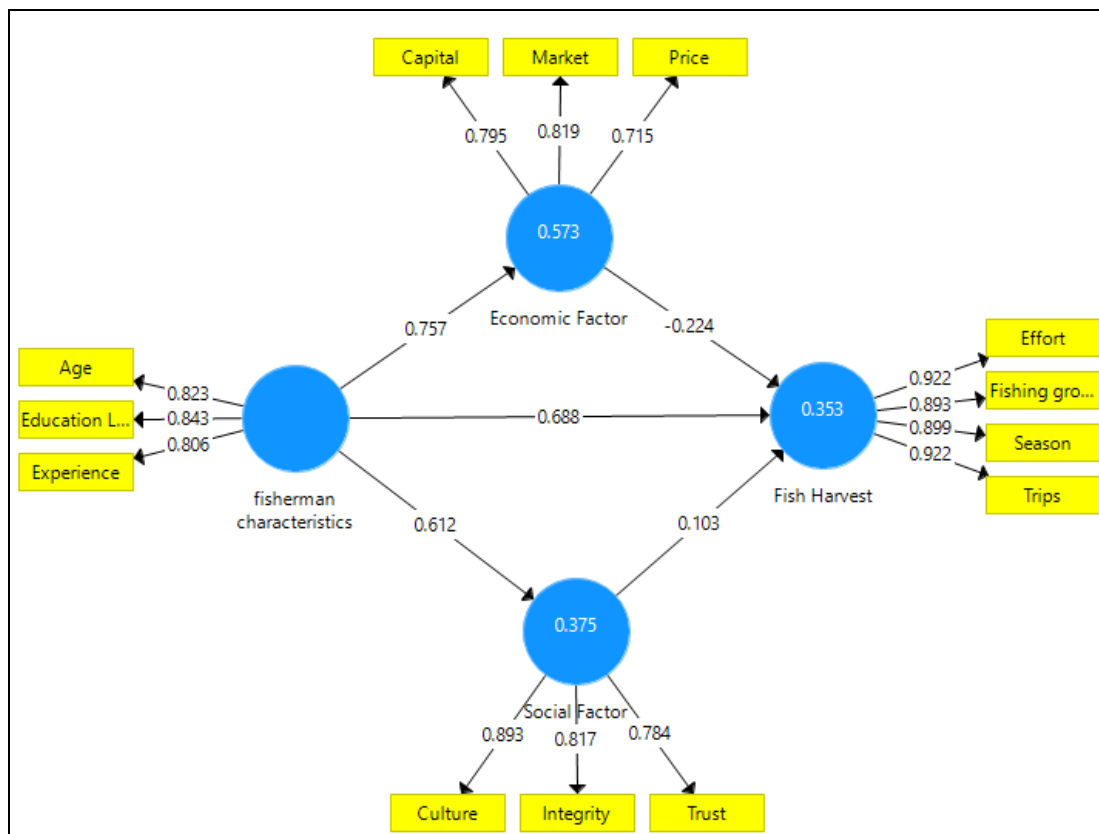 Capital
Market
Price
0.795
0.819
0.715
0.573
Economic Factor
0.757
-0.224
Age
Education L...
Experience
0.823
0.843
0.806
fisherman
characteristics
0.688
0.353
Fish Harvest
0.922
0.893
0.899
0.922
Effort
Fishing gro...
Season
Trips
0.612
0.103
0.375
Social Factor
0.893
0.817
0.784
Culture
Integrity
Trust